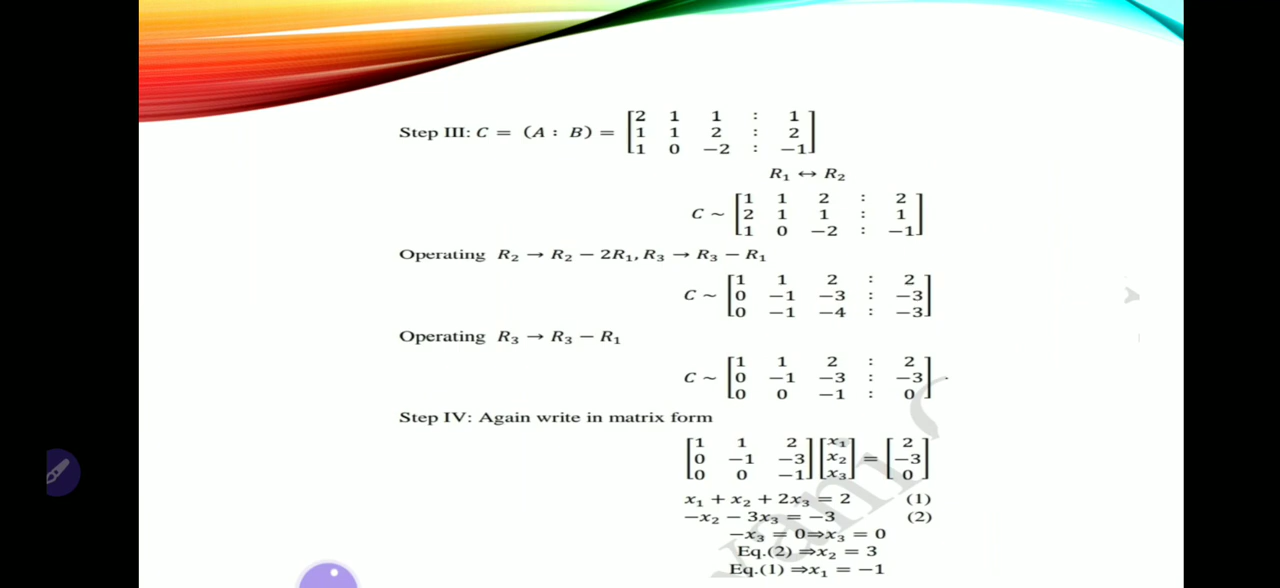 Step III: C = (A : B) = [2 1 1 : 1
1 1 2 : 2
1 0 −2 : −1]
R₁ ↔ R₂
C ~ [1 1 2 : 2
2 1 1 : 1
1 0 −2 : −1]
Operating R₂ → R₂ − 2R₁, R₃ → R₃ − R₁
C ~ [1 1 2 : 2
0 −1 −3 : −3
0 −1 −4 : −3]
Operating R₃ → R₃ − R₁
C ~ [1 1 2 : 2
0 −1 −3 : −3
0 0 −1 : 0]
Step IV: Again write in matrix form
[1 1 2
0 −1 −3
0 0 −1] [x₁
x₂
x₃] = [2
−3
0]
x₁ + x₂ + 2x₃ = 2 (1)
−x₂ − 3x₃ = −3 (2)
−x₃ = 0⇒x₃ = 0
Eq.(2) ⇒x₂ = 3
Eq.(1) ⇒x₁ = −1